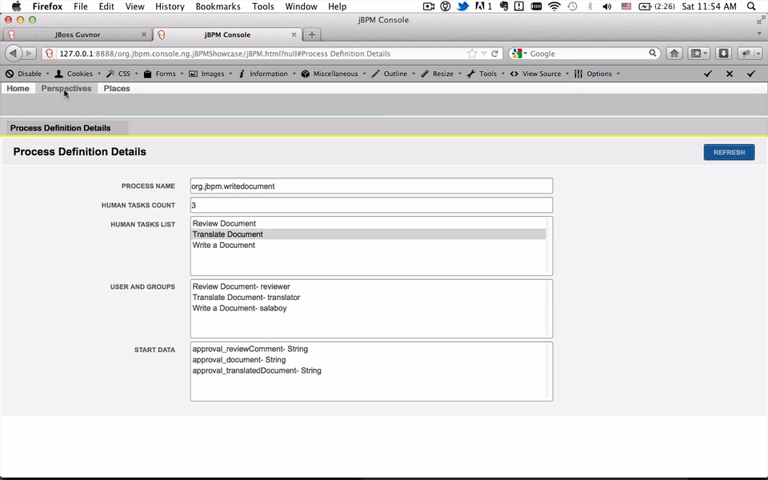 Firefox File Edit View History Bookmarks Tools Window Help 1 (2:26) Sat 11:54 AM
jBPM Console
JBoss Guvnor jBPM Console
127.0.0.1:8888/org.jbpm.console.ng.jBPMShowcase/jBPM.html?null#Process Definition Details Google
Disable Cookies CSS Forms Images Information Miscellaneous Outline Resize Tools View Source Options
Home Perspectives Places
Process Definition Details
Process Definition Details REFRESH
PROCESS NAME org.jbpm.writedocument
HUMAN TASKS COUNT 3
HUMAN TASKS LIST Review Document
Translate Document
Write a Document
USER AND GROUPS Review Document- reviewer
Translate Document- translator
Write a Document- salaboy
START DATA approval_reviewComment- String
approval_document- String
approval_translatedDocument- String